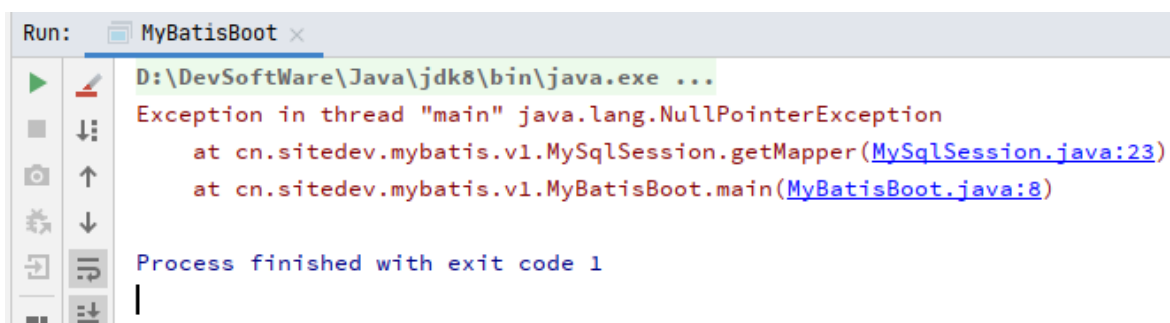 Run: MyBatisBoot ×
D:\DevSoftWare\Java\jdk8\bin\java.exe ...
Exception in thread "main" java.lang.NullPointerException
at cn.sitedev.mybatis.v1.MySqlSession.getMapper(MySqlSession.java:23)
at cn.sitedev.mybatis.v1.MyBatisBoot.main(MyBatisBoot.java:8)
Process finished with exit code 1